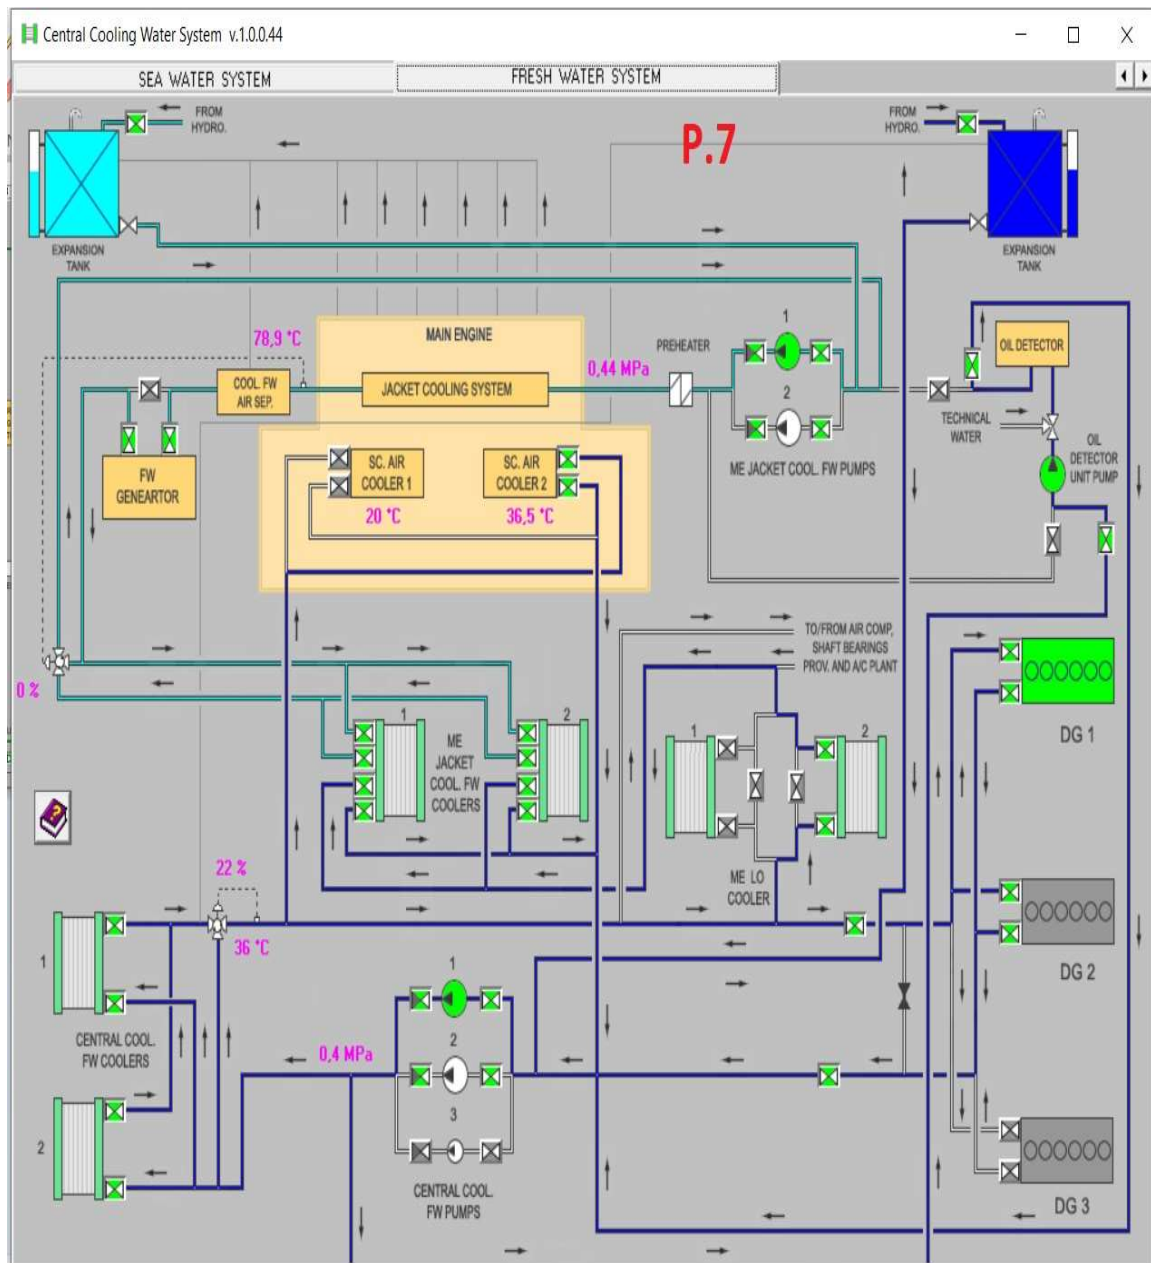 Central Cooling Water System v.1.0.0.44
SEA WATER SYSTEM
FRESH WATER SYSTEM
FROM
HYDRO.
P.7
FROM
HYDRO.
EXPANSION
TANK
EXPANSION
TANK
78,9 °C
MAIN ENGINE
1
PREHEATER
0,44 MPa
OIL DETECTOR
COOL. FW
AIR SEP.
JACKET COOLING SYSTEM
2
TECHNICAL
WATER
OIL
DETECTOR
UNIT PUMP
FW
GENEARTOR
SC. AIR
COOLER 1
SC. AIR
COOLER 2
ME JACKET COOL. FW PUMPS
20 °C
36,5 °C
TO/FROM AIR COMP,
SHAFT BEARINGS
PROV. AND A/C PLANT
0 %
1
ME
JACKET
COOL. FW
COOLERS
2
1
2
DG 1
?
22 %
ME LO
COOLER
36 °C
1
CENTRAL COOL.
FW COOLERS
2
0,4 MPa
1
2
3
CENTRAL COOL.
FW PUMPS
DG 2
DG 3